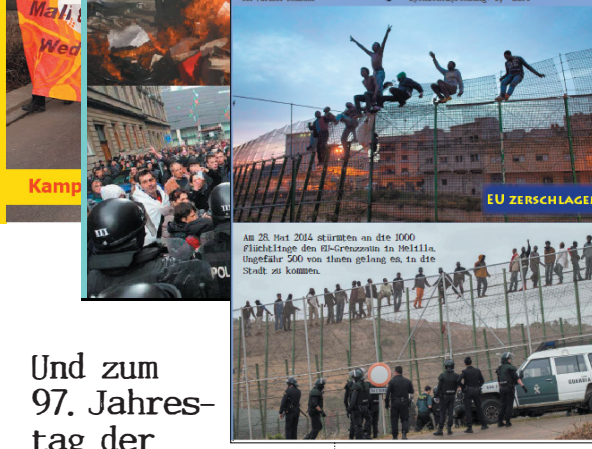 Mali
Wed
Kamp
III
III
POL
EU ZERSCHLAGEN
Am 28. Mai 2014 stürmten an die 1000
Flüchtlinge den EU-Grenzzaun in Melilla.
Ungefähr 500 von ihnen gelang es, in die
Stadt zu kommen.
GUARDIA
Und zum
97. Jahres-
tag der